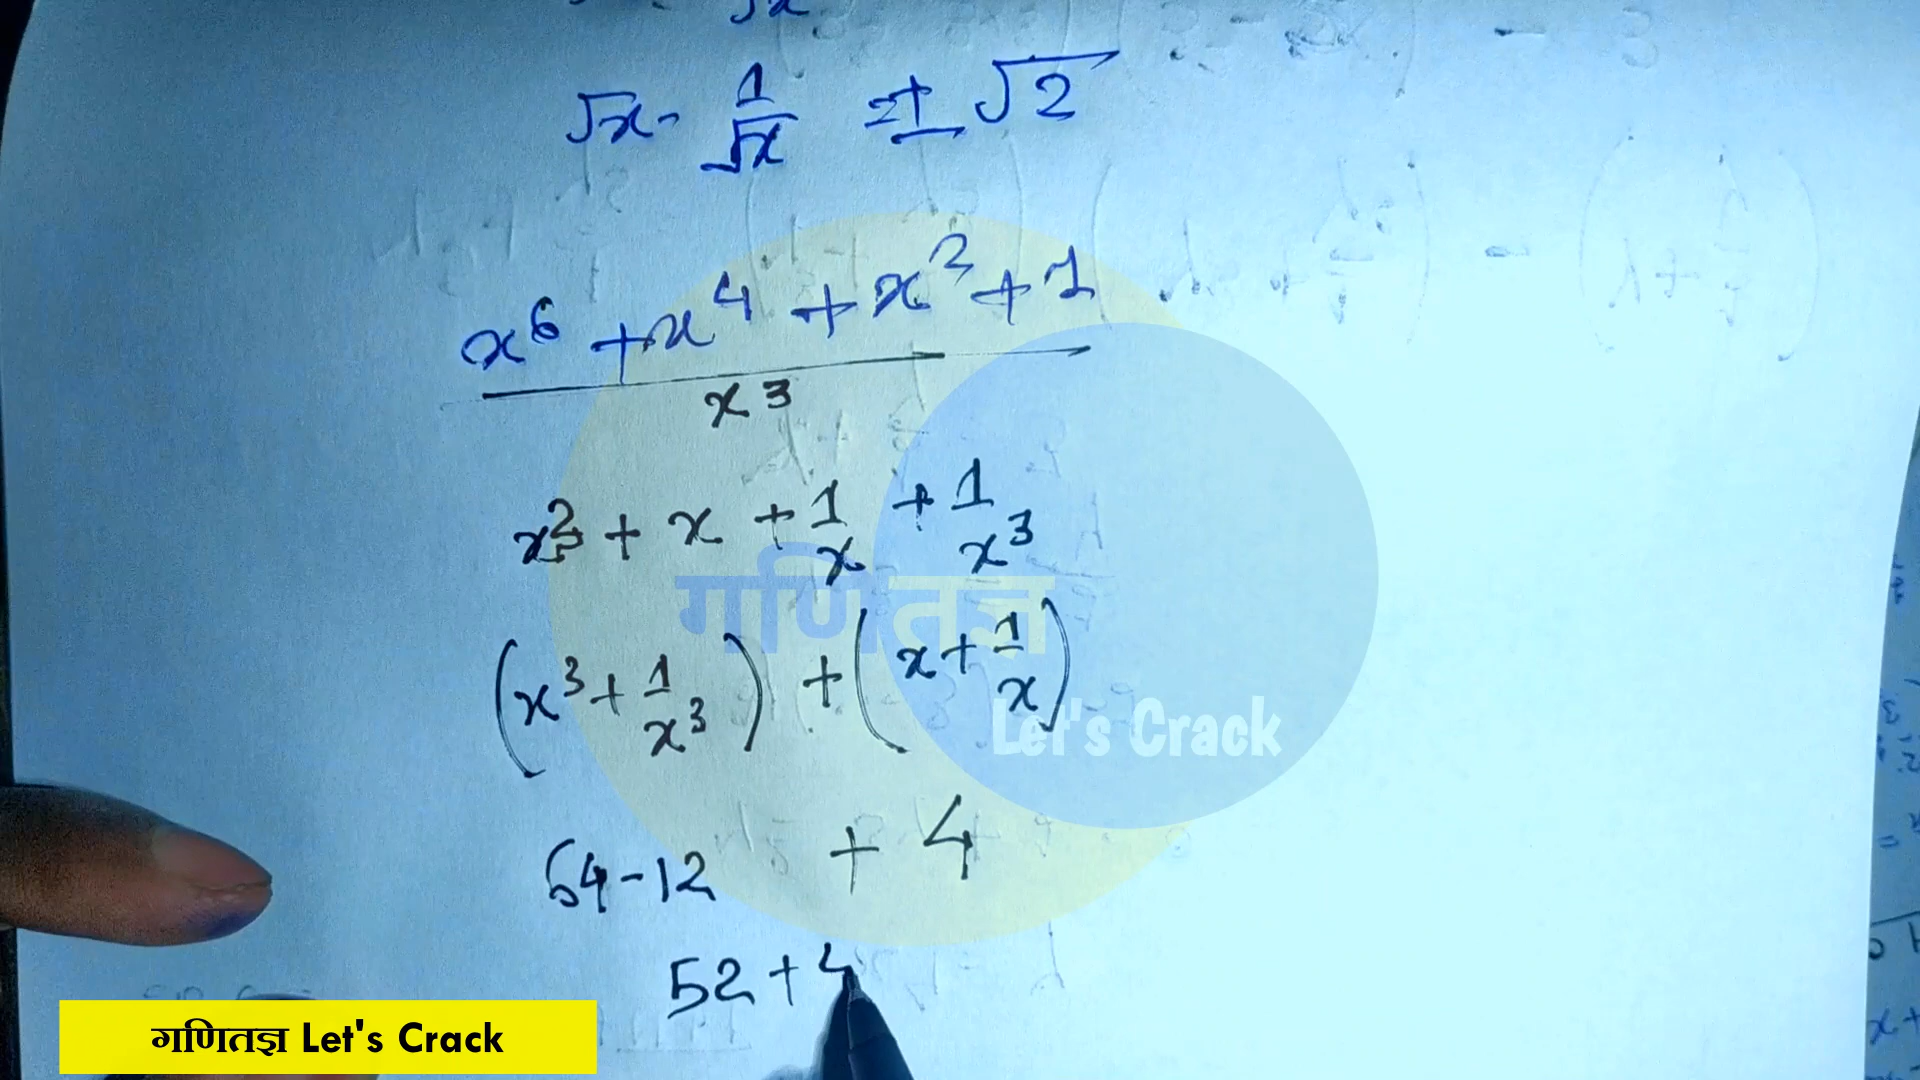 √x
√x - 1/√x = ± √2
x⁶ + x⁴ + x² + 1
x³
x³ + x + 1/x + 1/x³
(x³ + 1/x³) + (x + 1/x)
गणितज्ञ
Let's Crack
64-12 + 4
52 + 4
गणितज्ञ Let's Crack